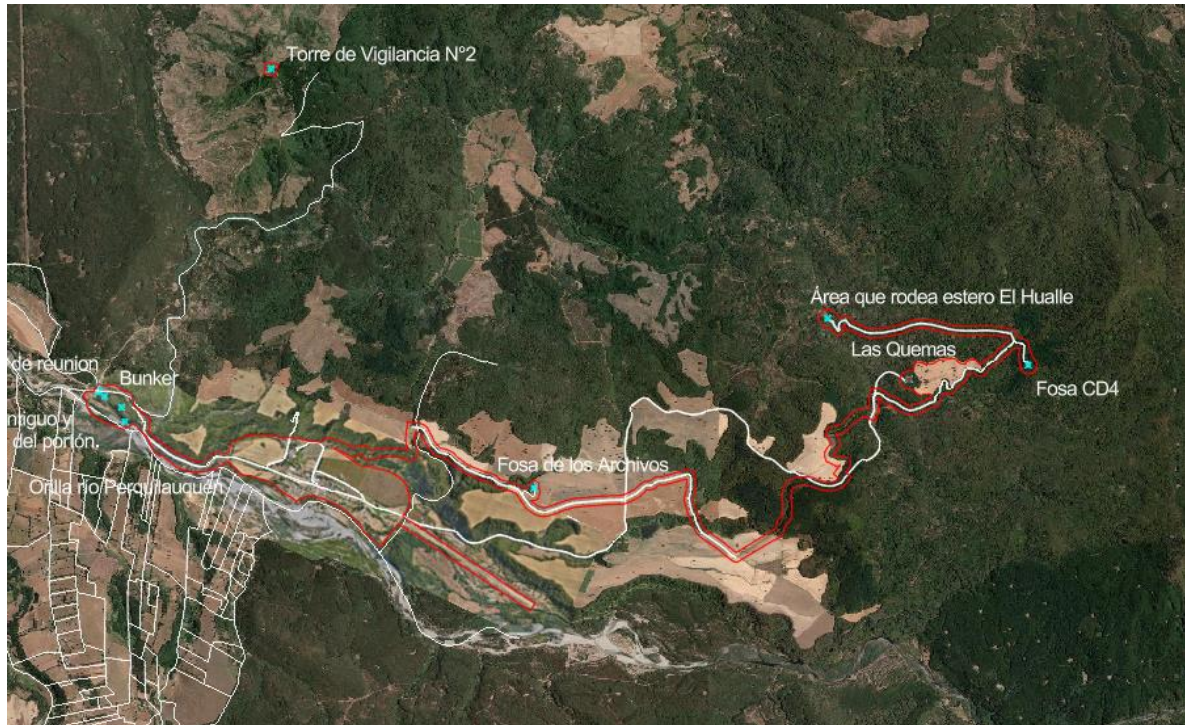 Torre de Vigilancia N°2
Área que rodea estero El Hualle
Las Quemas
Fosa CD4
de reunion
Bunker
ntiguo y
del portón.
Fosa de los Archivos
Orilla río Perquilauquén